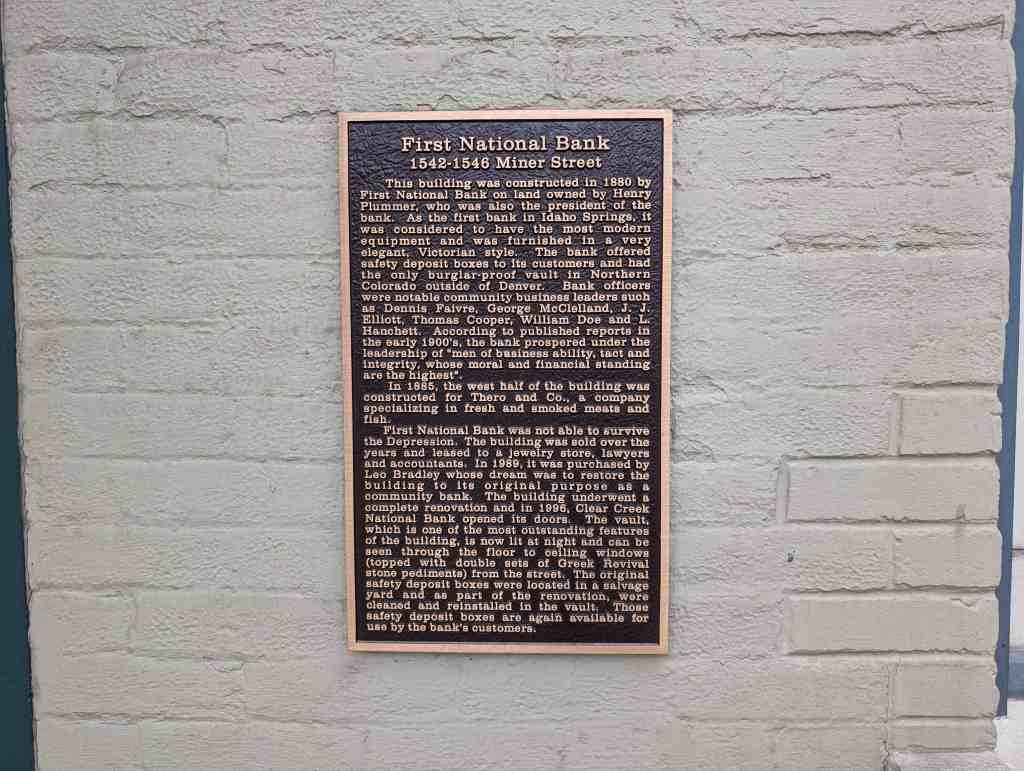 First National Bank
1542-1546 Miner Street
This building was constructed in 1880 by
First National Bank on land owned by Henry
Plummer, who was also the president of the
bank. As the first bank in Idaho Springs, it
was considered to have the most modern
equipment and was furnished in a very
elegant, Victorian style. The bank offered
safety deposit boxes to its customers and had
the only burglar-proof vault in Northern
Colorado outside of Denver. Bank officers
were notable community business leaders such
as Dennis Faivre, George McClelland, J. J.
Elliott, Thomas Cooper, William Doe and L.
Hanchett. According to published reports in
the early 1900's, the bank prospered under the
leadership of "men of business ability, tact and
integrity, whose moral and financial standing
are the highest".
In 1885, the west half of the building was
constructed for Thero and Co., a company
specializing in fresh and smoked meats and
fish.
First National Bank was not able to survive
the Depression. The building was sold over the
years and leased to a jewelry store, lawyers
and accountants. In 1989, it was purchased by
Leo Bradley whose dream was to restore the
building to its original purpose as a
community bank. The building underwent a
complete renovation and in 1996, Clear Creek
National Bank opened its doors. The vault,
which is one of the most outstanding features
of the building, is now lit at night and can be
seen through the floor to ceiling windows
(topped with double sets of Greek Revival
stone pediments) from the street. The original
safety deposit boxes were located in a salvage
yard and as part of the renovation, were
cleaned and reinstalled in the vault. Those
safety deposit boxes are again available for
use by the bank's customers.